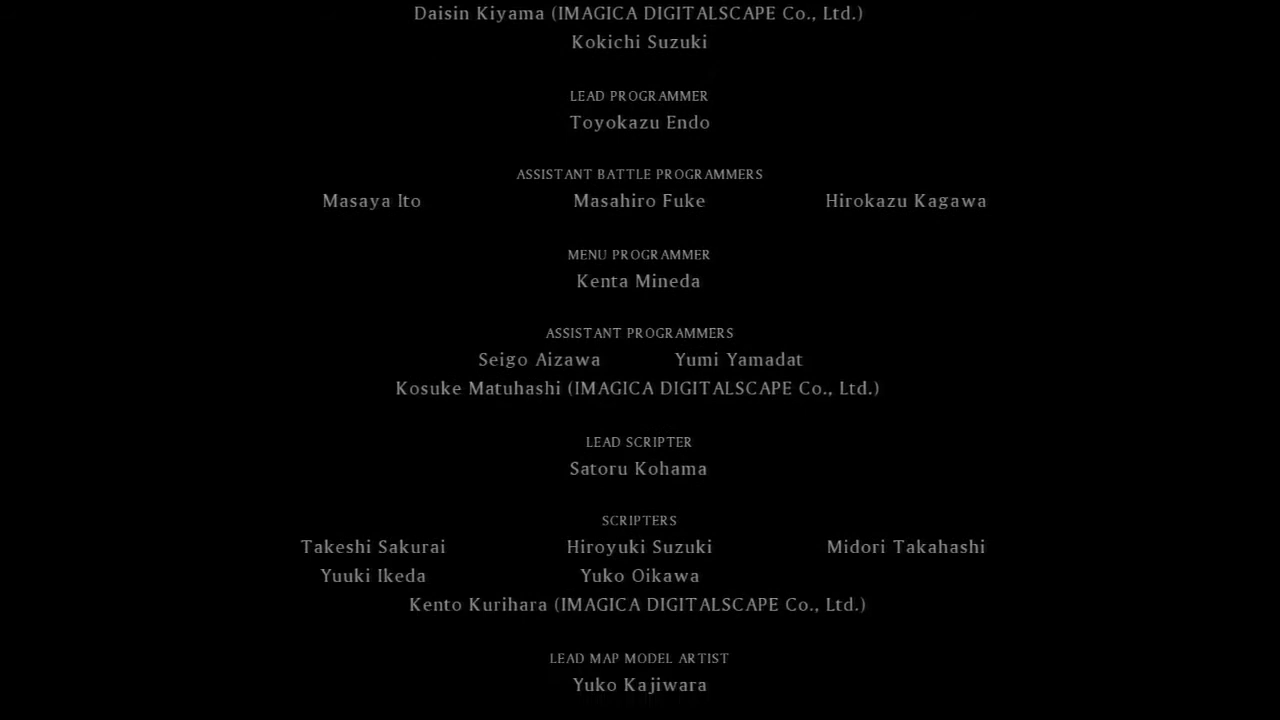 Daisin Kiyama (IMAGICA DIGITALSCAPE Co., Ltd.)
Kokichi Suzuki
LEAD PROGRAMMER
Toyokazu Endo
ASSISTANT BATTLE PROGRAMMERS
Masaya Ito Masahiro Fuke Hirokazu Kagawa
MENU PROGRAMMER
Kenta Mineda
ASSISTANT PROGRAMMERS
Seigo Aizawa Yumi Yamadat
Kosuke Matuhashi (IMAGICA DIGITALSCAPE Co., Ltd.)
LEAD SCRIPTER
Satoru Kohama
SCRIPTERS
Takeshi Sakurai Hiroyuki Suzuki Midori Takahashi
Yuuki Ikeda Yuko Oikawa
Kento Kurihara (IMAGICA DIGITALSCAPE Co., Ltd.)
LEAD MAP MODEL ARTIST
Yuko Kajiwara